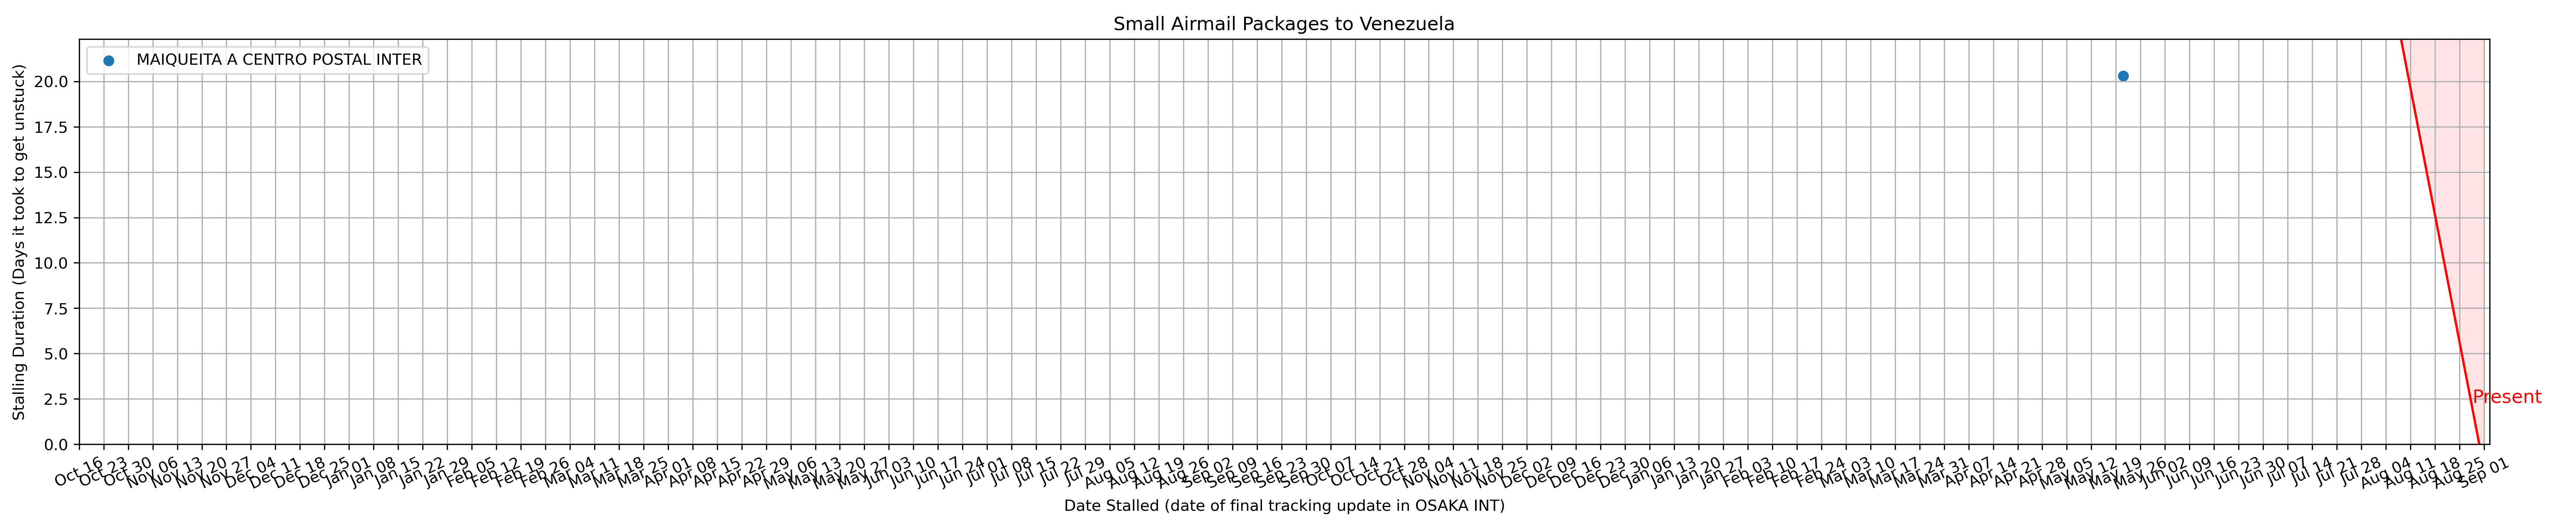 Small Airmail Packages to Venezuela
MAIQUEITA A CENTRO POSTAL INTER
Stalling Duration (Days it took to get unstuck)
20.0
17.5
15.0
12.5
10.0
7.5
5.0
2.5
0.0
Present
Oct 16
Oct 23
Oct 30
Nov 06
Nov 13
Nov 20
Nov 27
Dec 04
Dec 11
Dec 18
Dec 25
Jan 01
Jan 08
Jan 15
Jan 22
Jan 29
Feb 05
Feb 12
Feb 19
Feb 26
Mar 04
Mar 11
Mar 18
Mar 25
Apr 01
Apr 08
Apr 15
Apr 22
Apr 29
May 06
May 13
May 20
May 27
Jun 03
Jun 10
Jun 17
Jun 24
Jul 01
Jul 08
Jul 15
Jul 22
Jul 29
Aug 05
Aug 12
Aug 19
Aug 26
Sep 02
Sep 09
Sep 16
Sep 23
Sep 30
Oct 07
Oct 14
Oct 21
Oct 28
Nov 04
Nov 11
Nov 18
Nov 25
Dec 02
Dec 09
Dec 16
Dec 23
Dec 30
Jan 06
Jan 13
Jan 20
Jan 27
Feb 03
Feb 10
Feb 17
Feb 24
Mar 03
Mar 10
Mar 17
Mar 24
Mar 31
Apr 07
Apr 14
Apr 21
Apr 28
May 05
May 12
May 19
May 26
Jun 02
Jun 09
Jun 16
Jun 23
Jun 30
Jul 07
Jul 14
Jul 21
Jul 28
Aug 04
Aug 11
Aug 18
Aug 25
Sep 01
Date Stalled (date of final tracking update in OSAKA INT)